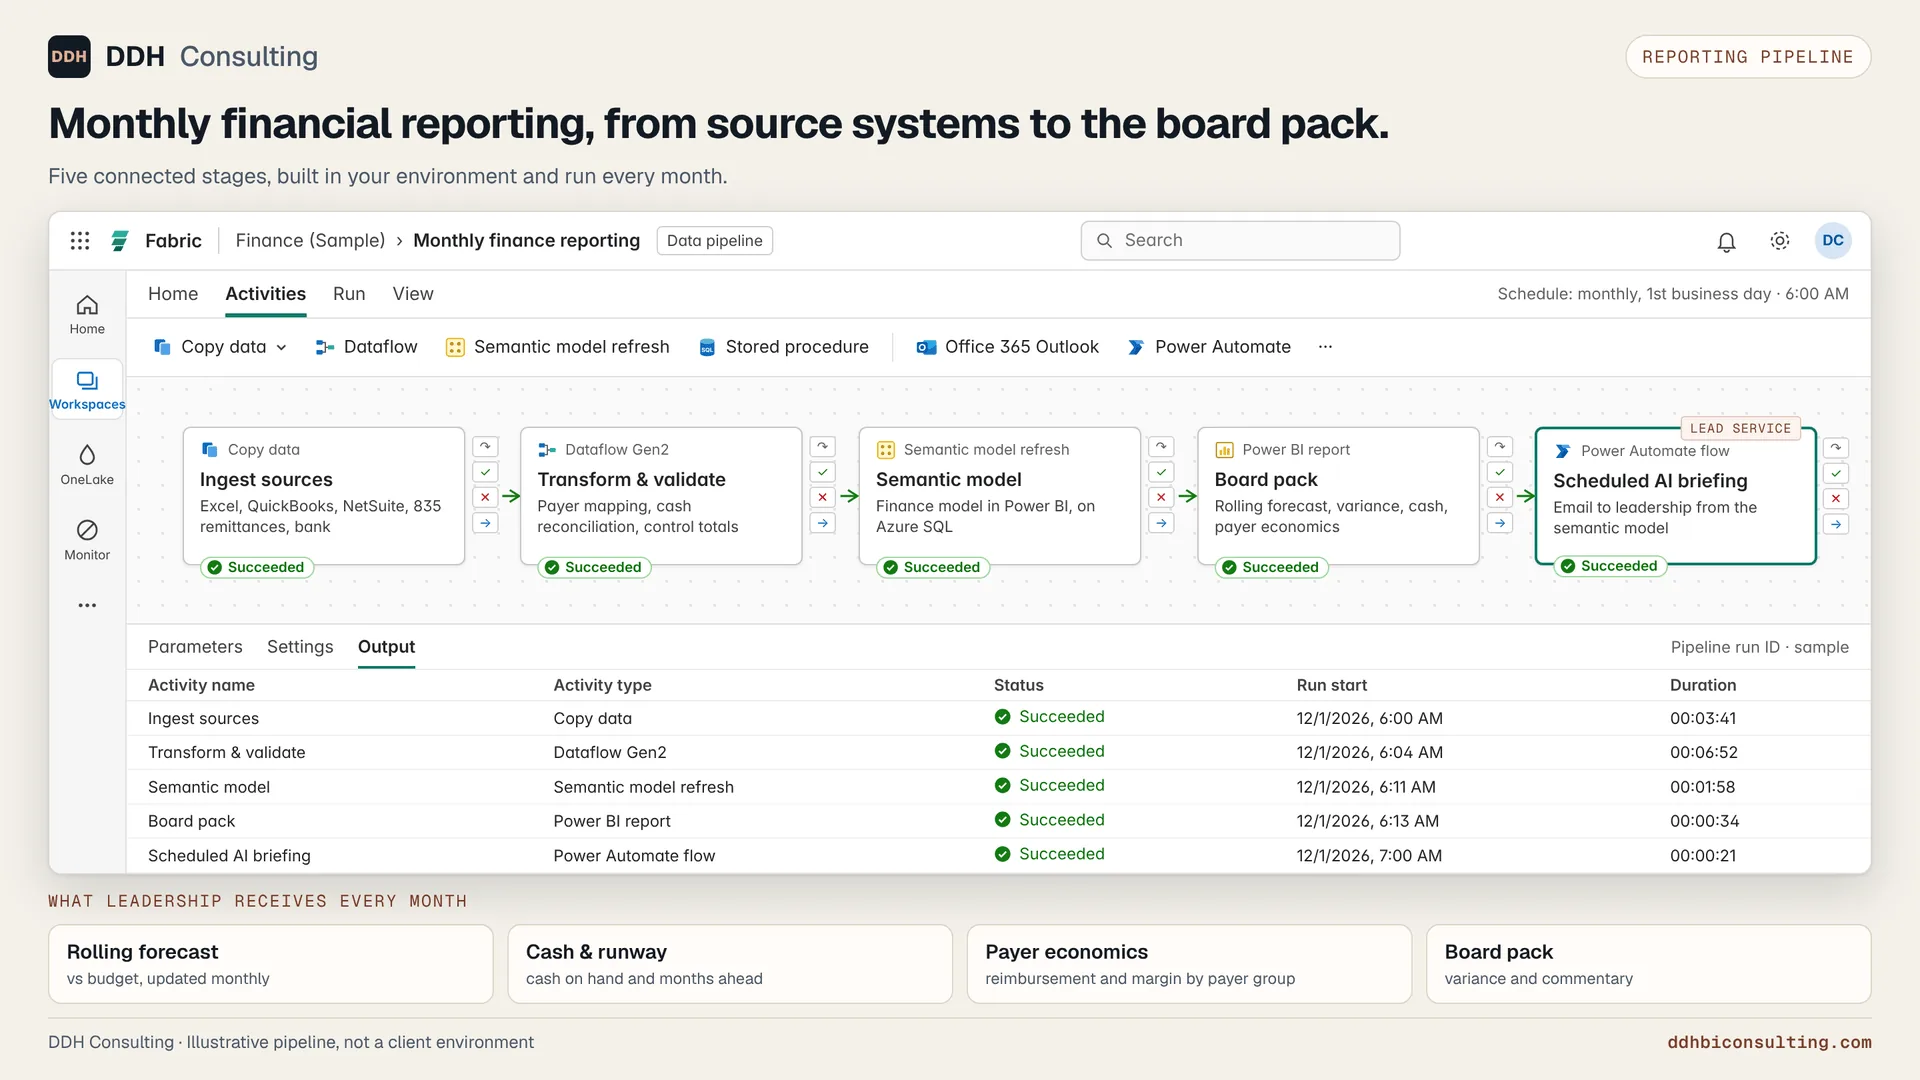 DDH DDH Consulting
REPORTING PIPELINE
Monthly financial reporting, from source systems to the board pack.
Five connected stages, built in your environment and run every month.
Fabric Finance (Sample) › Monthly finance reporting Data pipeline
Search
DC
Home Activities Run View
Schedule: monthly, 1st business day · 6:00 AM
Home
Workspaces
OneLake
Monitor
Copy data Dataflow Semantic model refresh SQL Stored procedure Office 365 Outlook Power Automate ...
Copy data
Ingest sources
Excel, QuickBooks, NetSuite, 835
remittances, bank
Succeeded
Dataflow Gen2
Transform & validate
Payer mapping, cash
reconciliation, control totals
Succeeded
Semantic model refresh
Semantic model
Finance model in Power BI, on
Azure SQL
Succeeded
Power BI report
Board pack
Rolling forecast, variance, cash,
payer economics
Succeeded
LEAD SERVICE
Power Automate flow
Scheduled AI briefing
Email to leadership from the
semantic model
Succeeded
Parameters Settings Output
Pipeline run ID · sample
Activity name Activity type Status Run start Duration
Ingest sources Copy data Succeeded 12/1/2026, 6:00 AM 00:03:41
Transform & validate Dataflow Gen2 Succeeded 12/1/2026, 6:04 AM 00:06:52
Semantic model Semantic model refresh Succeeded 12/1/2026, 6:11 AM 00:01:58
Board pack Power BI report Succeeded 12/1/2026, 6:13 AM 00:00:34
Scheduled AI briefing Power Automate flow Succeeded 12/1/2026, 7:00 AM 00:00:21
WHAT LEADERSHIP RECEIVES EVERY MONTH
Rolling forecast
vs budget, updated monthly
Cash & runway
cash on hand and months ahead
Payer economics
reimbursement and margin by payer group
Board pack
variance and commentary
DDH Consulting · Illustrative pipeline, not a client environment
ddhbiconsulting.com